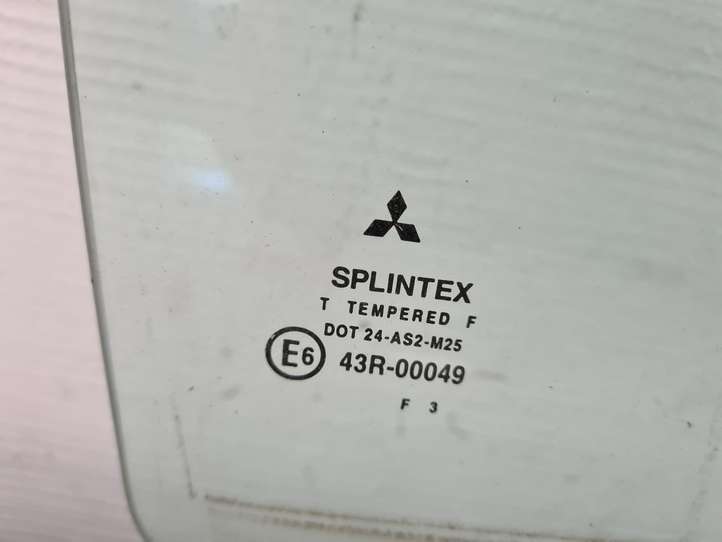 SPLINTEX
T TEMPERED F
DOT 24-AS2-M25
E6 43R-00049
F 3